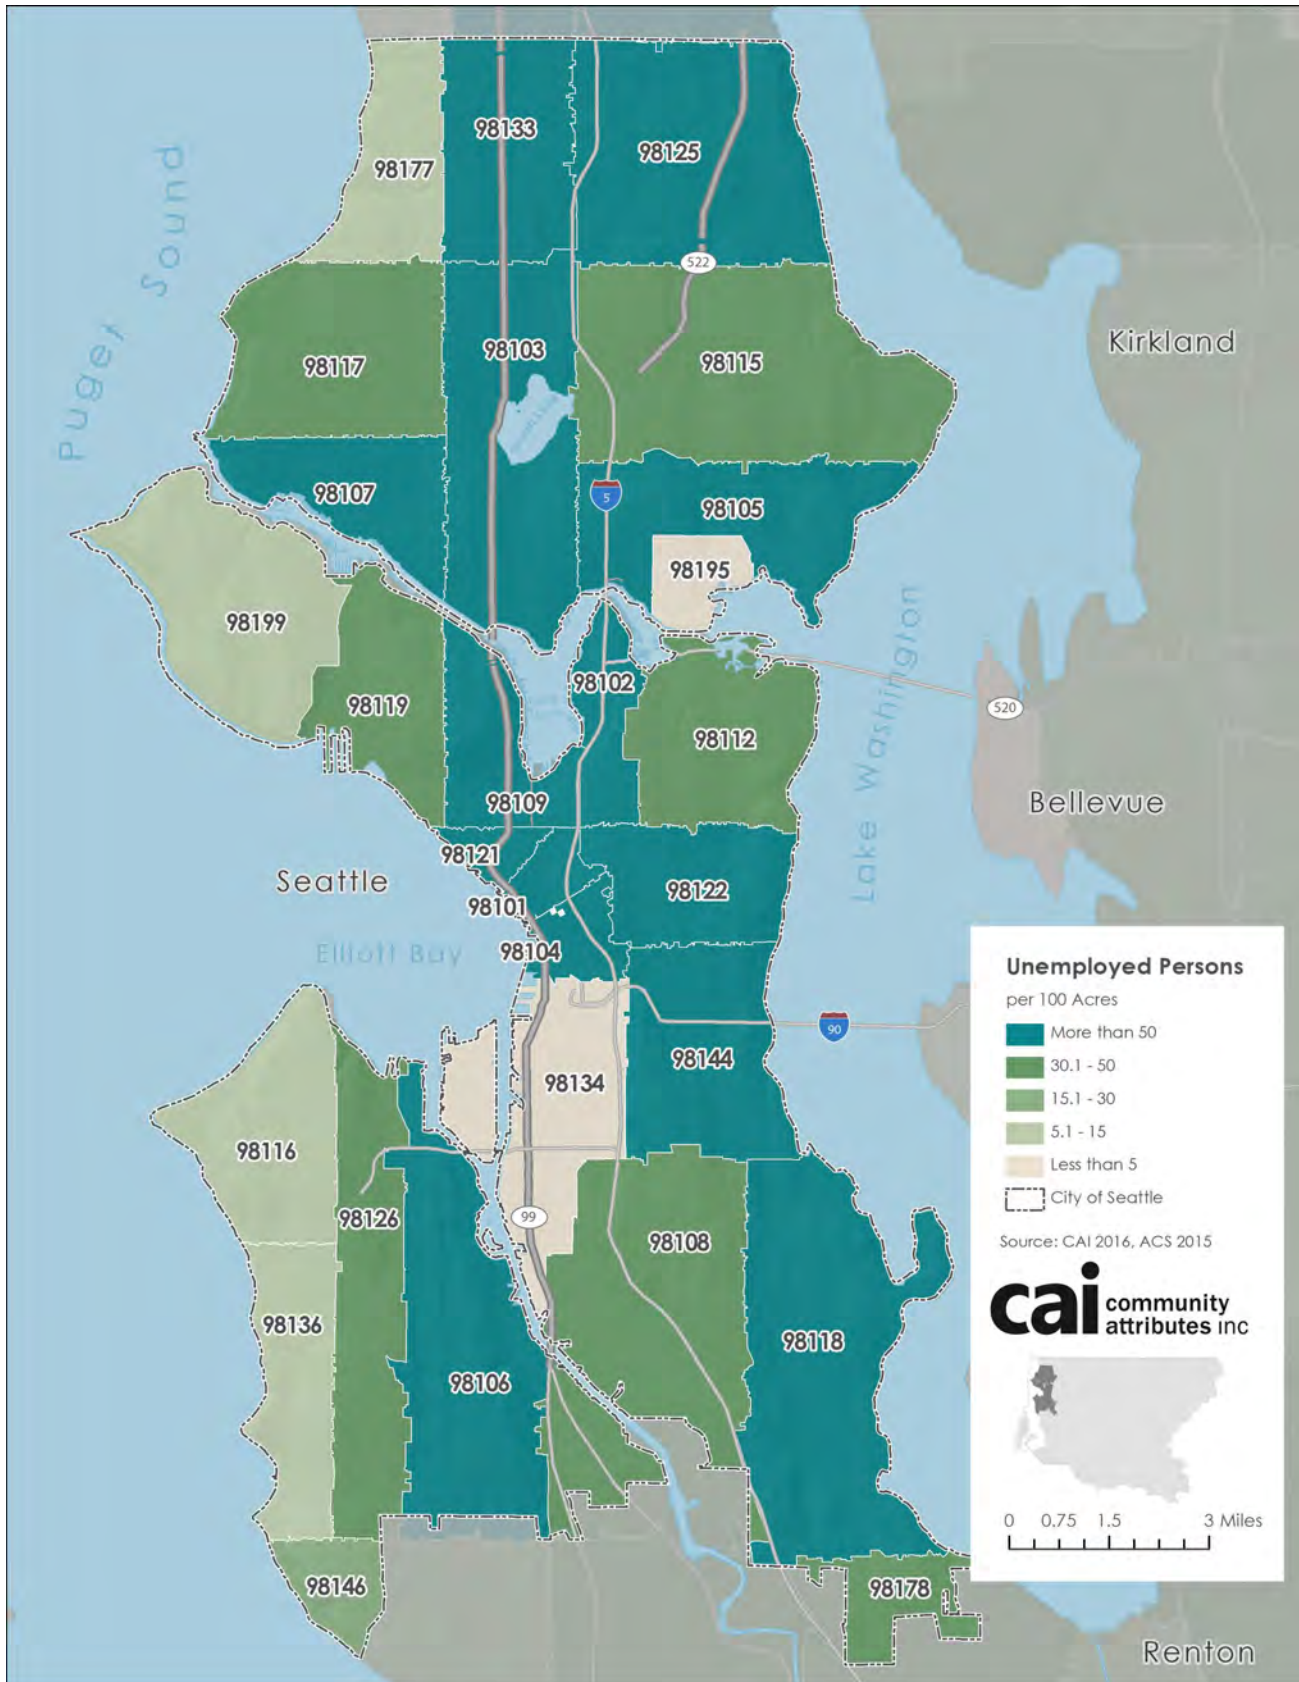 98133
98125
98177
Puget Sound
522
Kirkland
98103
98115
98117
98107
5
98105
98195
98199
98102
98119
Lake Washington
520
98112
Bellevue
98109
98121
Seattle
98122
98101
Elliott Bay
98104
90
98144
98134
98116
99
98126
98108
98136
98118
98106
98146
98178
Renton
Unemployed Persons
per 100 Acres
More than 50
30.1 - 50
15.1 - 30
5.1 - 15
Less than 5
City of Seattle
Source: CAI 2016, ACS 2015
cai community
attributes inc
0 0.75 1.5 3 Miles